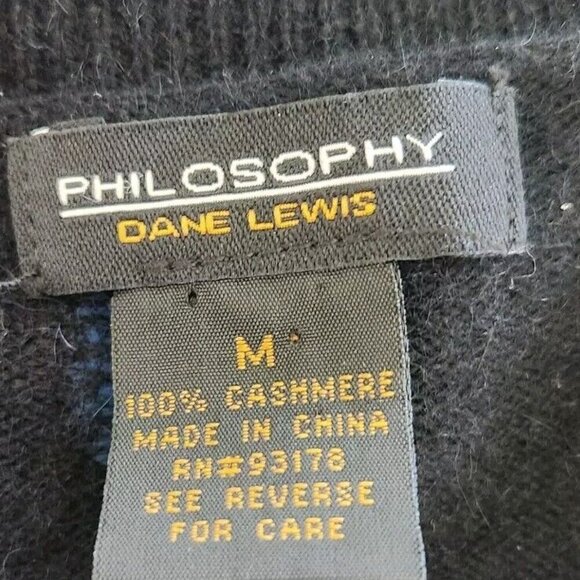 PHILOSOPHY
DANE LEWIS
M
100% CASHMERE
MADE IN CHINA
RN#93178
SEE REVERSE
FOR CARE